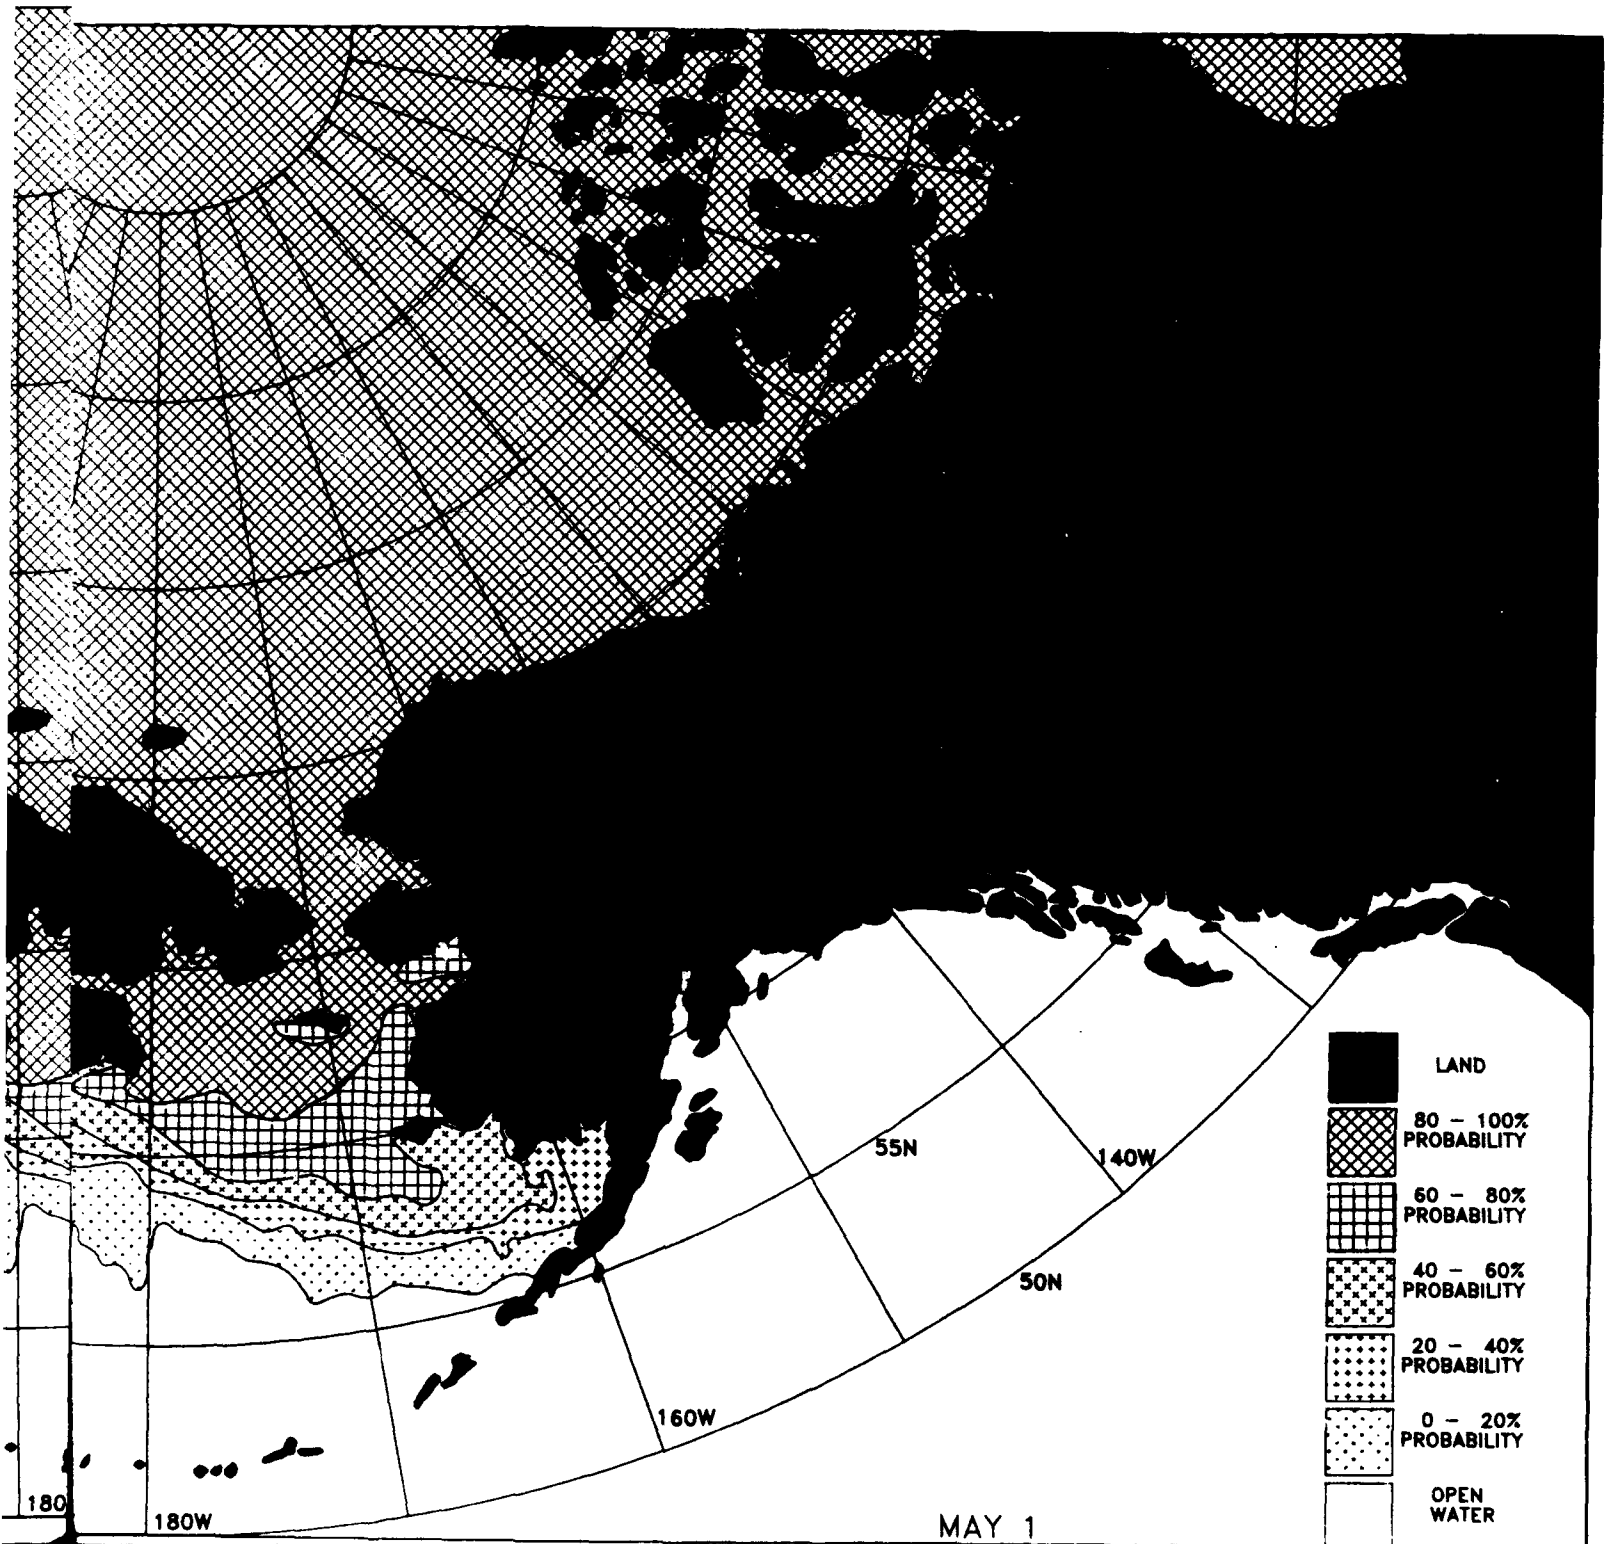 LAND
80 - 100%
PROBABILITY
60 - 80%
PROBABILITY
40 - 60%
PROBABILITY
20 - 40%
PROBABILITY
0 - 20%
PROBABILITY
OPEN
WATER
55N
140W
50N
160W
180
180W
MAY 1